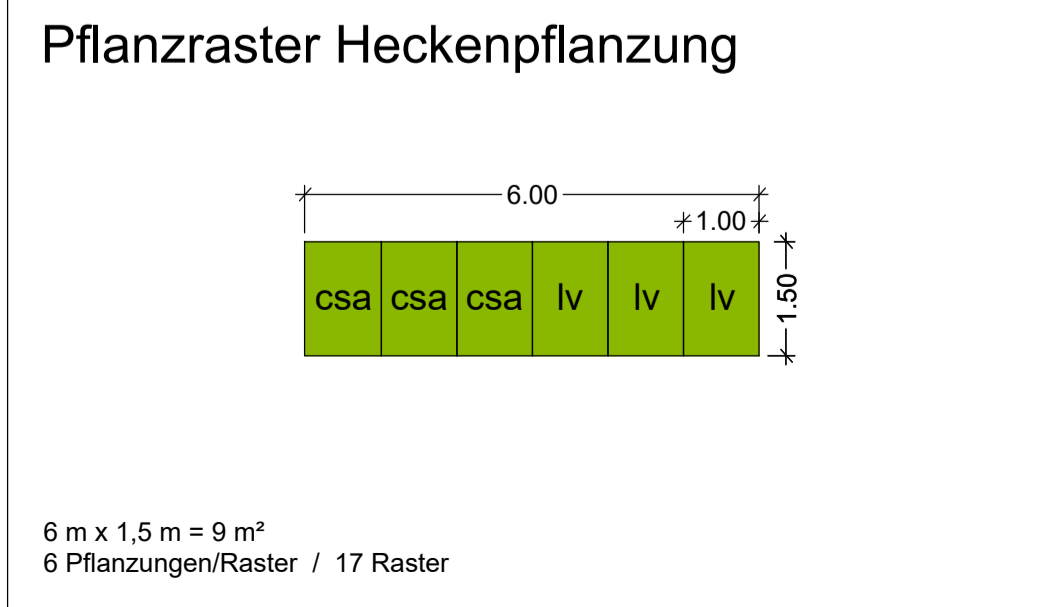 Pflanzraster Heckenpflanzung
6.00
1.00
csa csa csa lv lv lv
1.50
6 m x 1,5 m = 9 m²
6 Pflanzungen/Raster / 17 Raster